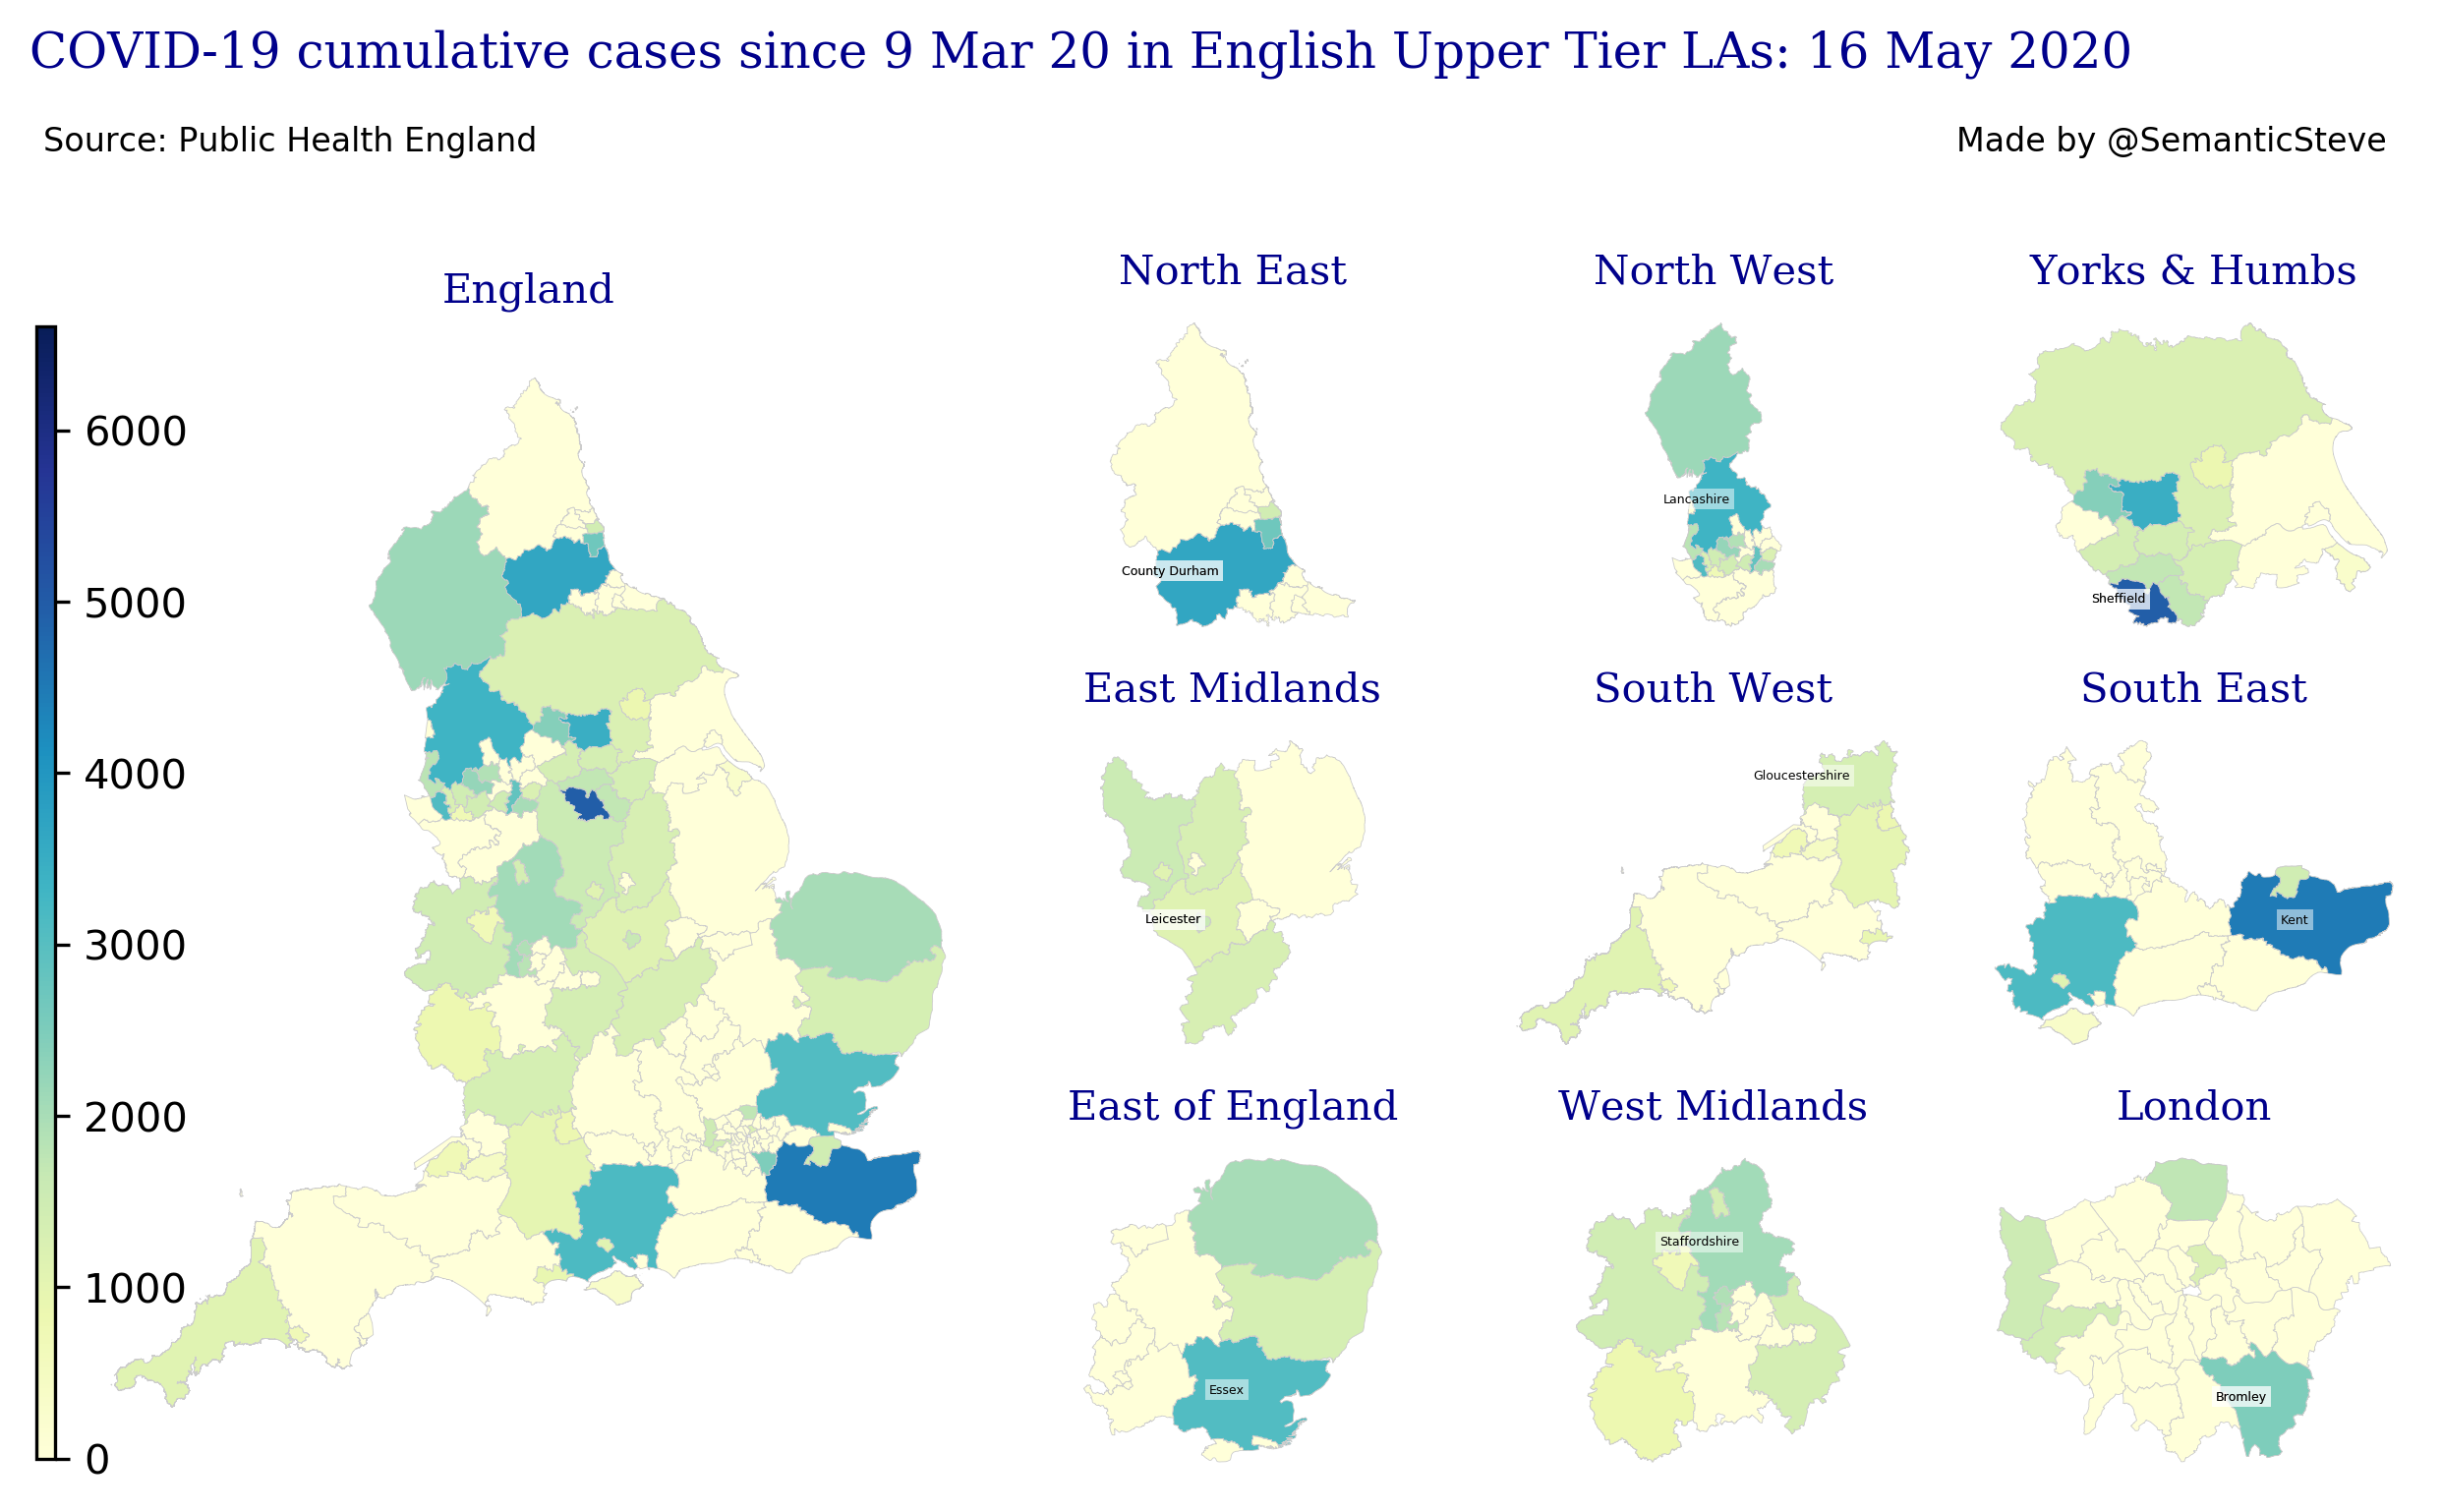 COVID-19 cumulative cases since 9 Mar 20 in English Upper Tier LAs: 16 May 2020
Source: Public Health England
Made by @SemanticSteve
England
6000
5000
4000
3000
2000
1000
0
North East
County Durham
North West
Lancashire
Yorks & Humbs
Sheffield
East Midlands
Leicester
South West
Gloucestershire
South East
Kent
East of England
Essex
West Midlands
Staffordshire
London
Bromley